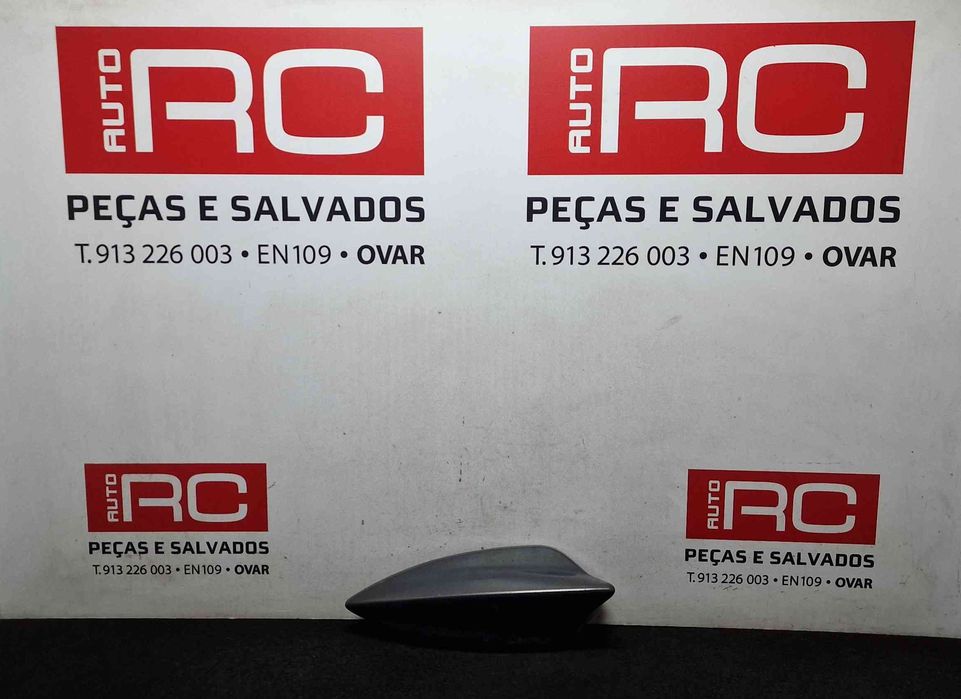 AUTO RC
PEÇAS E SALVADOS
T. 913 226 003 • EN109 • OVAR
AUTO RC
PEÇAS E SALVADOS
T. 913 226 003 • EN109 • OVAR
AUTO RC
PEÇAS E SALVADOS
T. 913 226 003 • EN109 • OVAR
AUTO RC
PEÇAS E SALVADOS
T. 913 226 003 • EN109 • OVAR